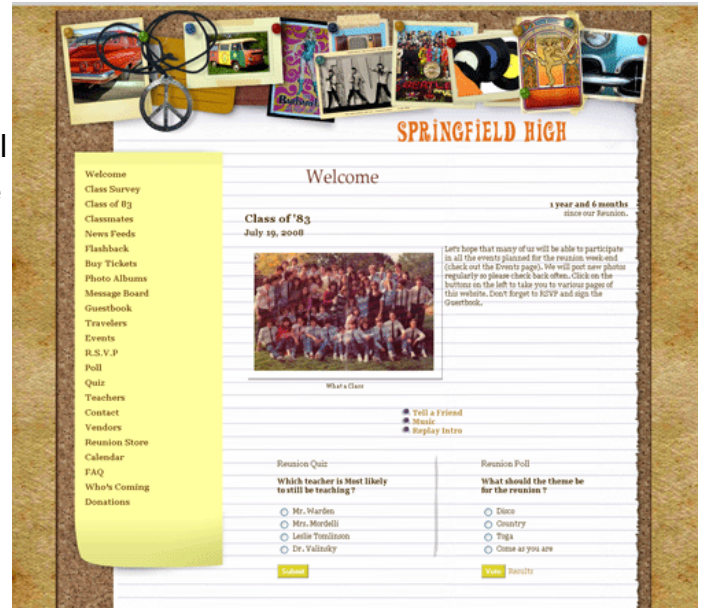 SPRINGFIELD HIGH
Welcome
Class Survey
Class of 83
Classmates
News Feeds
Flashback
Buy Tickets
Photo Albums
Message Board
Guestbook
Travelers
Events
R.S.V.P
Poll
Quiz
Teachers
Contact
Vendors
Reunion Store
Calendar
FAQ
Who's Coming
Donations
Welcome
1 year and 6 months
since our Reunion.
Class of '83
July 19, 2008
Let's hope that many of us will be able to participate
in all the events planned for the reunion week-end
(check out the Events page). We will post new photos
regularly so please check back often. Click on the
buttons on the left to take you to various pages of
this website. Don't forget to RSVP and sign the
Guestbook.
What a Class
Tell a Friend
Music
Replay Intro
Reunion Quiz
Which teacher is Most likely
to still be teaching ?
Mr. Warden
Mrs. Mordelli
Leslie Tomlinson
Dr. Valinsky
Submit
Reunion Poll
What should the theme be
for the reunion ?
Disco
Country
Toga
Come as you are
Vote Results